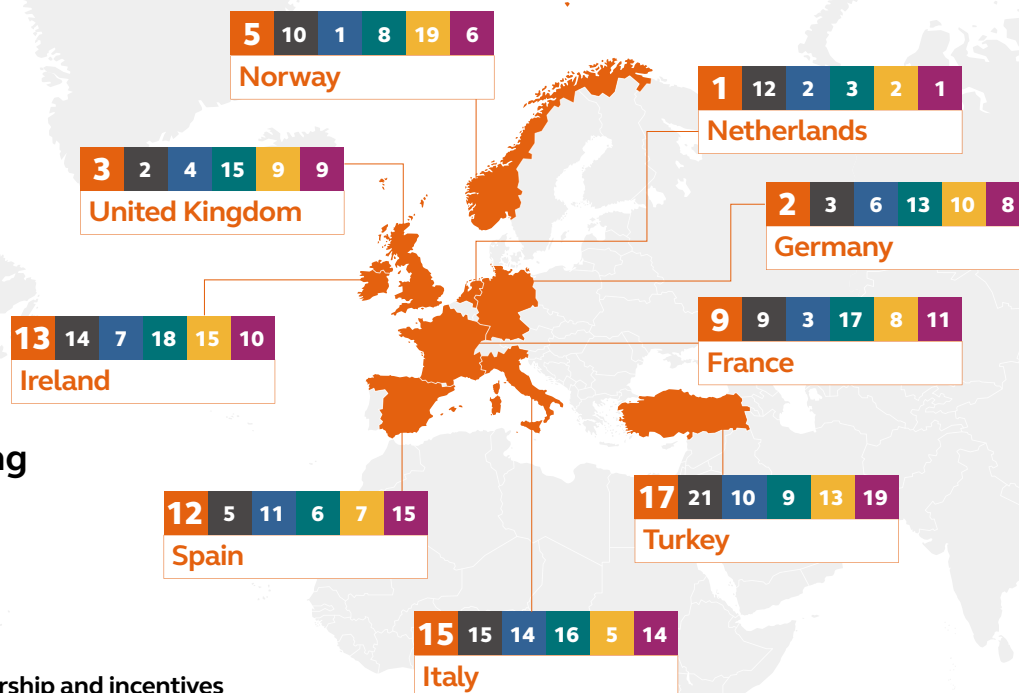 5 10 1 8 19 6
Norway
1 12 2 3 2 1
Netherlands
3 2 4 15 9 9
United Kingdom
2 3 6 13 10 8
Germany
9 9 3 17 8 11
France
13 14 7 18 15 10
Ireland
ng
17 21 10 9 13 19
Turkey
12 5 11 6 7 15
Spain
15 15 14 16 5 14
Italy
rship and incentives